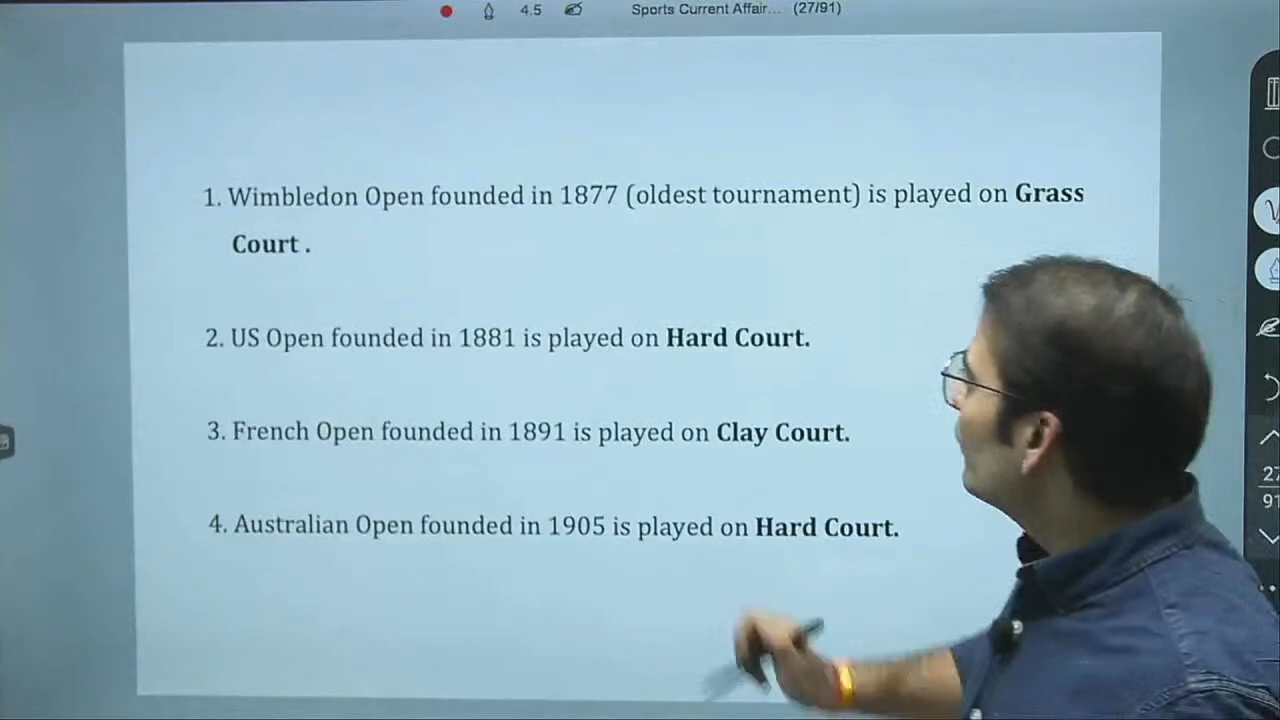 4.5 Sports Current Affair... (27/91)
1. Wimbledon Open founded in 1877 (oldest tournament) is played on Grass
Court .
2. US Open founded in 1881 is played on Hard Court.
3. French Open founded in 1891 is played on Clay Court.
4. Australian Open founded in 1905 is played on Hard Court.
27
91